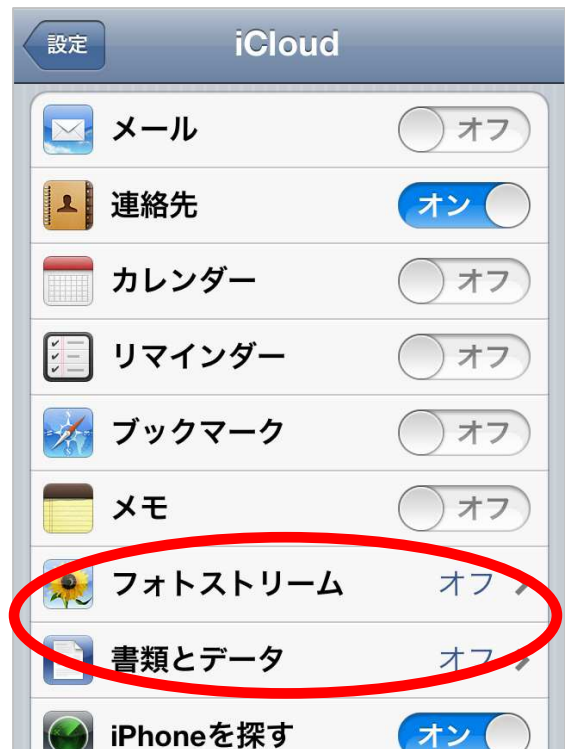 設定 iCloud
メール オフ
連絡先 オン
カレンダー オフ
リマインダー オフ
ブックマーク オフ
メモ オフ
フォトストリーム オフ
書類とデータ オフ
iPhoneを探す オン